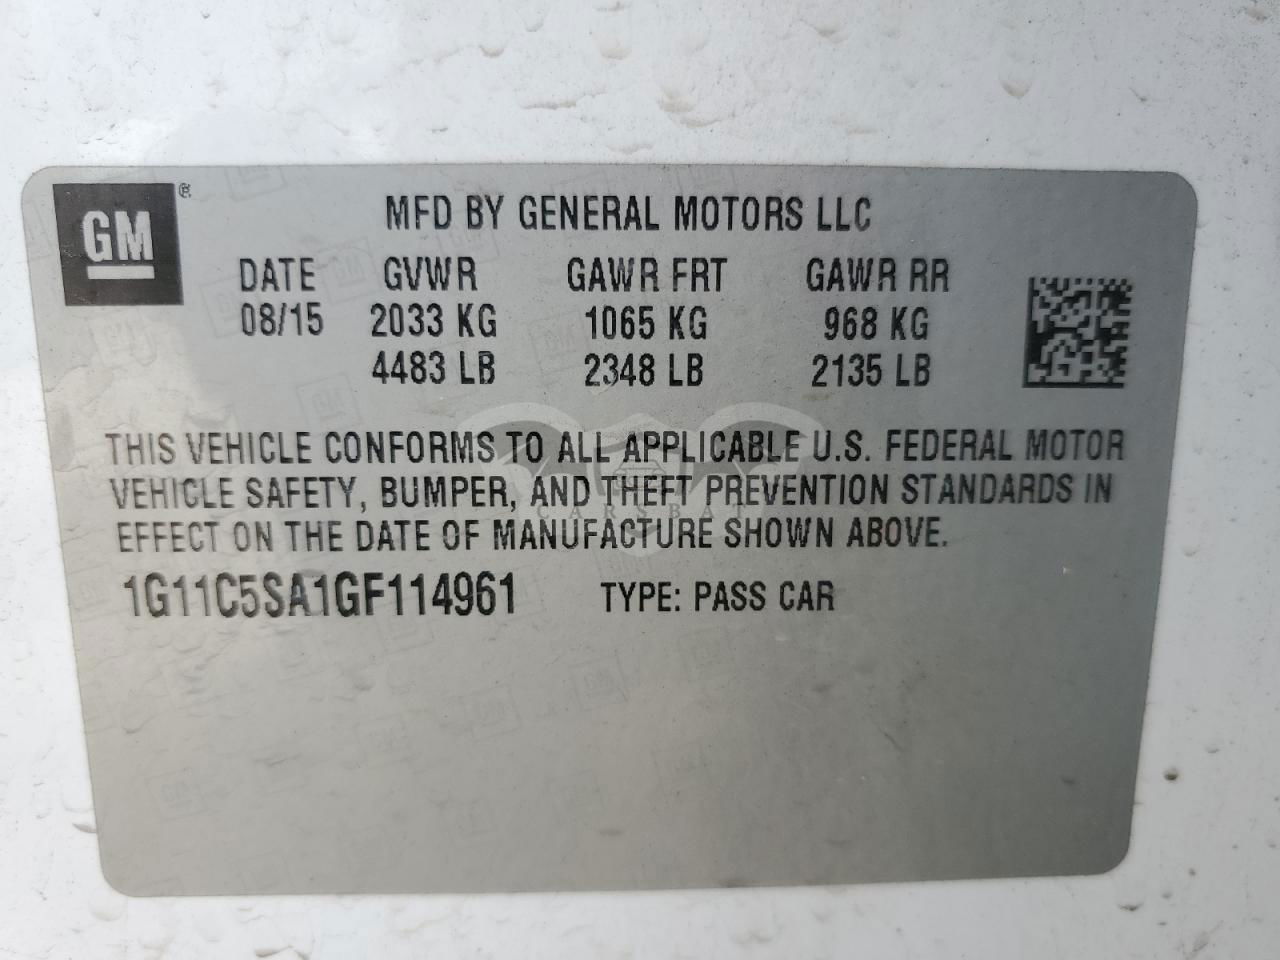 GM®
MFD BY GENERAL MOTORS LLC
DATE GVWR GAWR FRT GAWR RR
08/15 2033 KG 1065 KG 968 KG
4483 LB 2348 LB 2135 LB
THIS VEHICLE CONFORMS TO ALL APPLICABLE U.S. FEDERAL MOTOR
VEHICLE SAFETY, BUMPER, AND THEFT PREVENTION STANDARDS IN
CARSBAT
EFFECT ON THE DATE OF MANUFACTURE SHOWN ABOVE.
1G11C5SA1GF114961 TYPE: PASS CAR